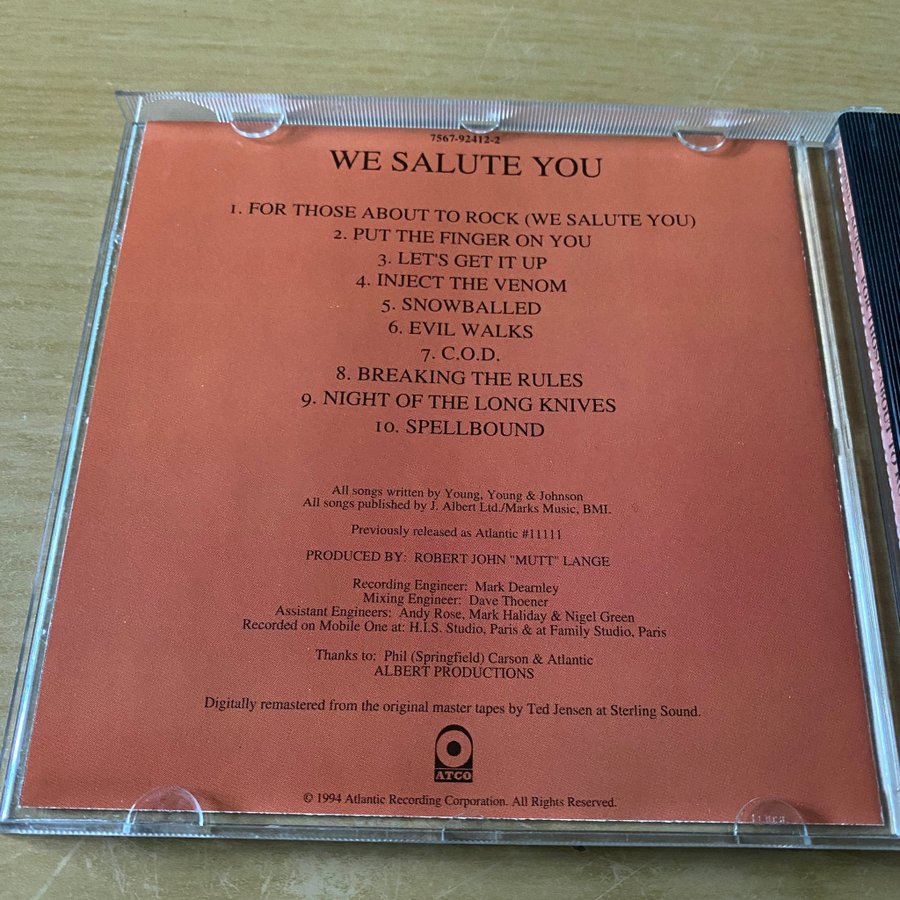 7567-92412-2
WE SALUTE YOU
1. FOR THOSE ABOUT TO ROCK (WE SALUTE YOU)
2. PUT THE FINGER ON YOU
3. LET'S GET IT UP
4. INJECT THE VENOM
5. SNOWBALLED
6. EVIL WALKS
7. C.O.D.
8. BREAKING THE RULES
9. NIGHT OF THE LONG KNIVES
10. SPELLBOUND
All songs written by Young, Young & Johnson
All songs published by J. Albert Ltd./Marks Music, BMI.
Previously released as Atlantic #11111
PRODUCED BY: ROBERT JOHN "MUTT" LANGE
Recording Engineer: Mark Dearnley
Mixing Engineer: Dave Thoener
Assistant Engineers: Andy Rose, Mark Haliday & Nigel Green
Recorded on Mobile One at: H.I.S. Studio, Paris & at Family Studio, Paris
Thanks to: Phil (Springfield) Carson & Atlantic
ALBERT PRODUCTIONS
Digitally remastered from the original master tapes by Ted Jensen at Sterling Sound.
ATCO
© 1994 Atlantic Recording Corporation. All Rights Reserved.